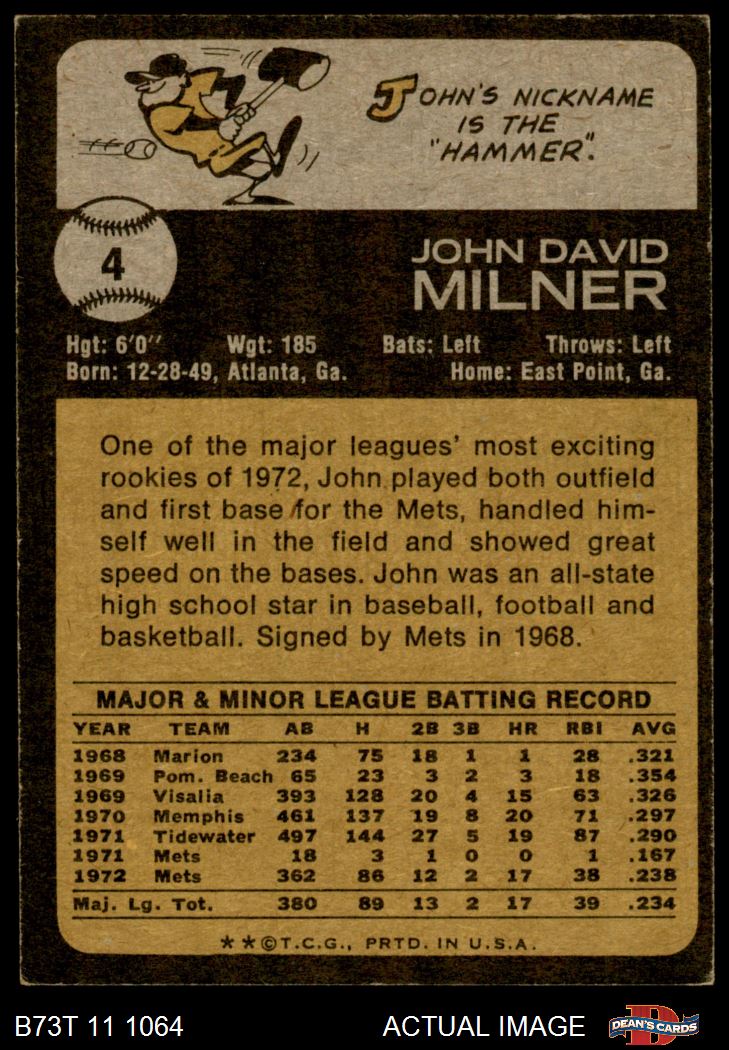 JOHN'S NICKNAME
IS THE
"HAMMER".
4
JOHN DAVID
MILNER
Hgt: 6'0" Wgt: 185 Bats: Left Throws: Left
Born: 12-28-49, Atlanta, Ga. Home: East Point, Ga.
One of the major leagues' most exciting
rookies of 1972, John played both outfield
and first base for the Mets, handled him-
self well in the field and showed great
speed on the bases. John was an all-state
high school star in baseball, football and
basketball. Signed by Mets in 1968.
MAJOR & MINOR LEAGUE BATTING RECORD
YEAR TEAM AB H 2B 3B HR RBI AVG
1968 Marion 234 75 18 1 1 28 .321
1969 Pom. Beach 65 23 3 2 3 18 .354
1969 Visalia 393 128 20 4 15 63 .326
1970 Memphis 461 137 19 8 20 71 .297
1971 Tidewater 497 144 27 5 19 87 .290
1971 Mets 18 3 1 0 0 1 .167
1972 Mets 362 86 12 2 17 38 .238
Maj. Lg. Tot. 380 89 13 2 17 39 .234
**©T.C.G., PRTD. IN U.S.A.
B73T 11 1064 ACTUAL IMAGE D DEAN'S CARDS